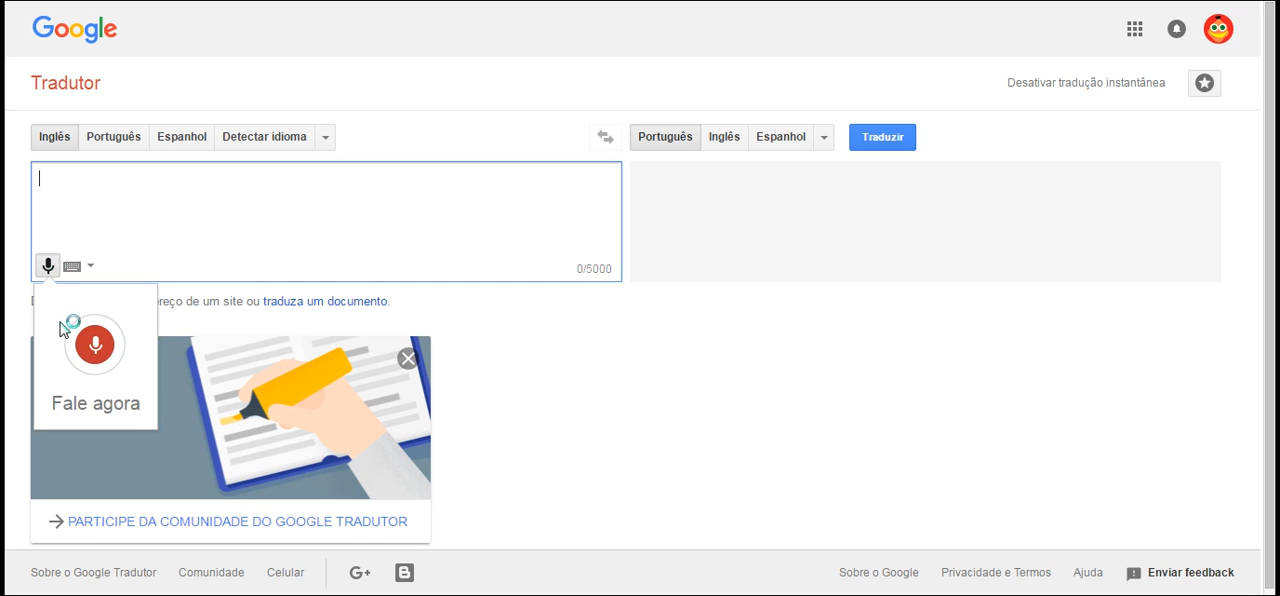 Google
Tradutor
Desativar tradução instantânea
Inglês Português Espanhol Detectar idioma
Português Inglês Espanhol
Traduzir
0/5000
de um site ou traduza um documento.
Fale agora
PARTICIPE DA COMUNIDADE DO GOOGLE TRADUTOR
Sobre o Google Tradutor Comunidade Celular G+ B
Sobre o Google Privacidade e Termos Ajuda Enviar feedback